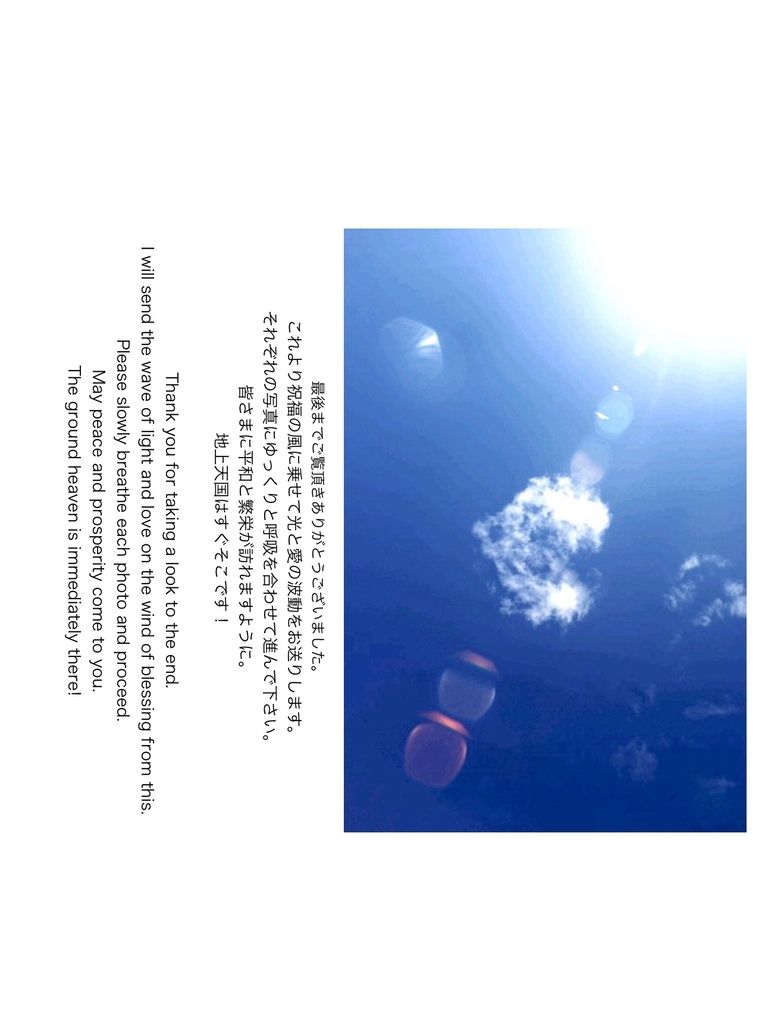 最後までご覧頂きありがとうございました。
これより祝福の風に乗せて光と愛の波動をお送りします。
それぞれの写真にゆっくりと呼吸を合わせて進んで下さい。
皆さまに平和と繁栄が訪れますように。
地上天国はすぐそこです！
Thank you for taking a look to the end.
I will send the wave of light and love on the wind of blessing from this.
Please slowly breathe each photo and proceed.
May peace and prosperity come to you.
The ground heaven is immediately there!